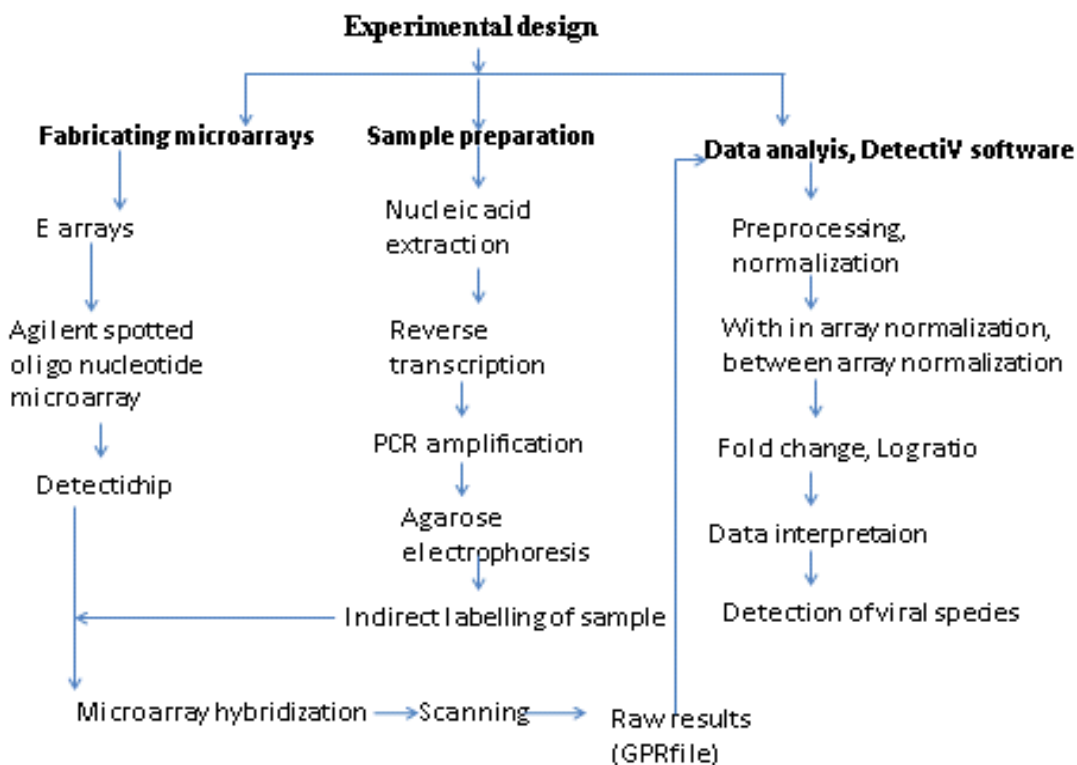 Experimental design
Fabricating microarrays
E arrays
Agilent spotted
oligo nucleotide
microarray
Detectichip
Sample preparation
Nucleic acid
extraction
Reverse
transcription
PCR amplification
Agarose
electrophoresis
Indirect labelling of sample
Microarray hybridization
Scanning
Raw results
(GPRfile)
Data analyis, DetectiV software
Preprocessing,
normalization
With in array normalization,
between array normalization
Fold change, Logratio
Data interpretaion
Detection of viral species